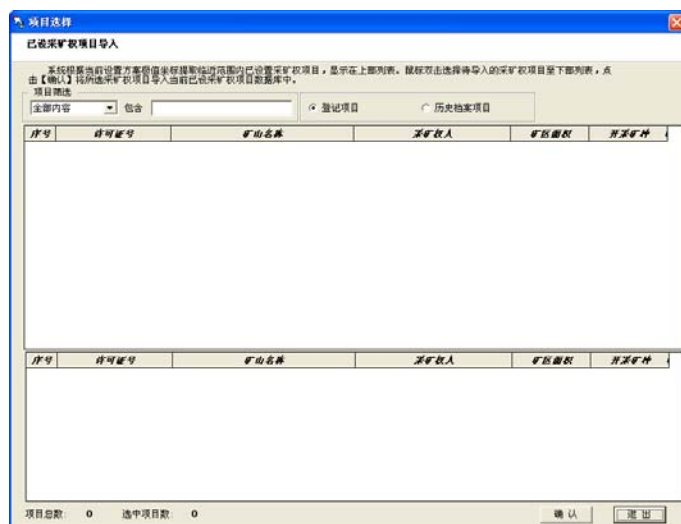 项目选择
已设采矿权项目导入
系统根据当前设置方案极值坐标提取临近范围内已设置采矿权项目，显示在上部列表。鼠标双击选择待导入的采矿权项目至下部列表，点
击【确认】将所选采矿权项目导入当前已设采矿权项目数据库中。
项目筛选
全部内容 包含 登记项目 历史档案项目
序号 许可证号 矿山名称 采矿权人 矿区面积 开采矿种
序号 许可证号 矿山名称 采矿权人 矿区面积 开采矿种
项目总数: 0 选中项目数: 0 确认 退出